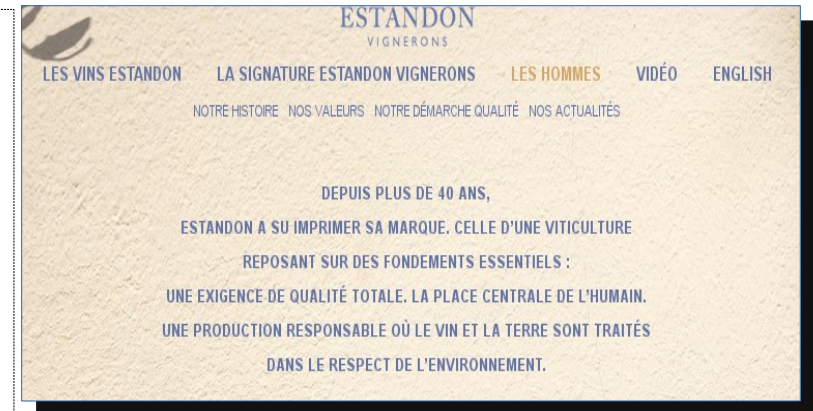 ESTANDON
VIGNERONS
LES VINS ESTANDON LA SIGNATURE ESTANDON VIGNERONS LES HOMMES VIDÉO ENGLISH
NOTRE HISTOIRE NOS VALEURS NOTRE DÉMARCHE QUALITÉ NOS ACTUALITÉS
DEPUIS PLUS DE 40 ANS,
ESTANDON A SU IMPRIMER SA MARQUE. CELLE D'UNE VITICULTURE
REPOSANT SUR DES FONDEMENTS ESSENTIELS :
UNE EXIGENCE DE QUALITÉ TOTALE. LA PLACE CENTRALE DE L'HUMAIN.
UNE PRODUCTION RESPONSABLE OÙ LE VIN ET LA TERRE SONT TRAITÉS
DANS LE RESPECT DE L'ENVIRONNEMENT.